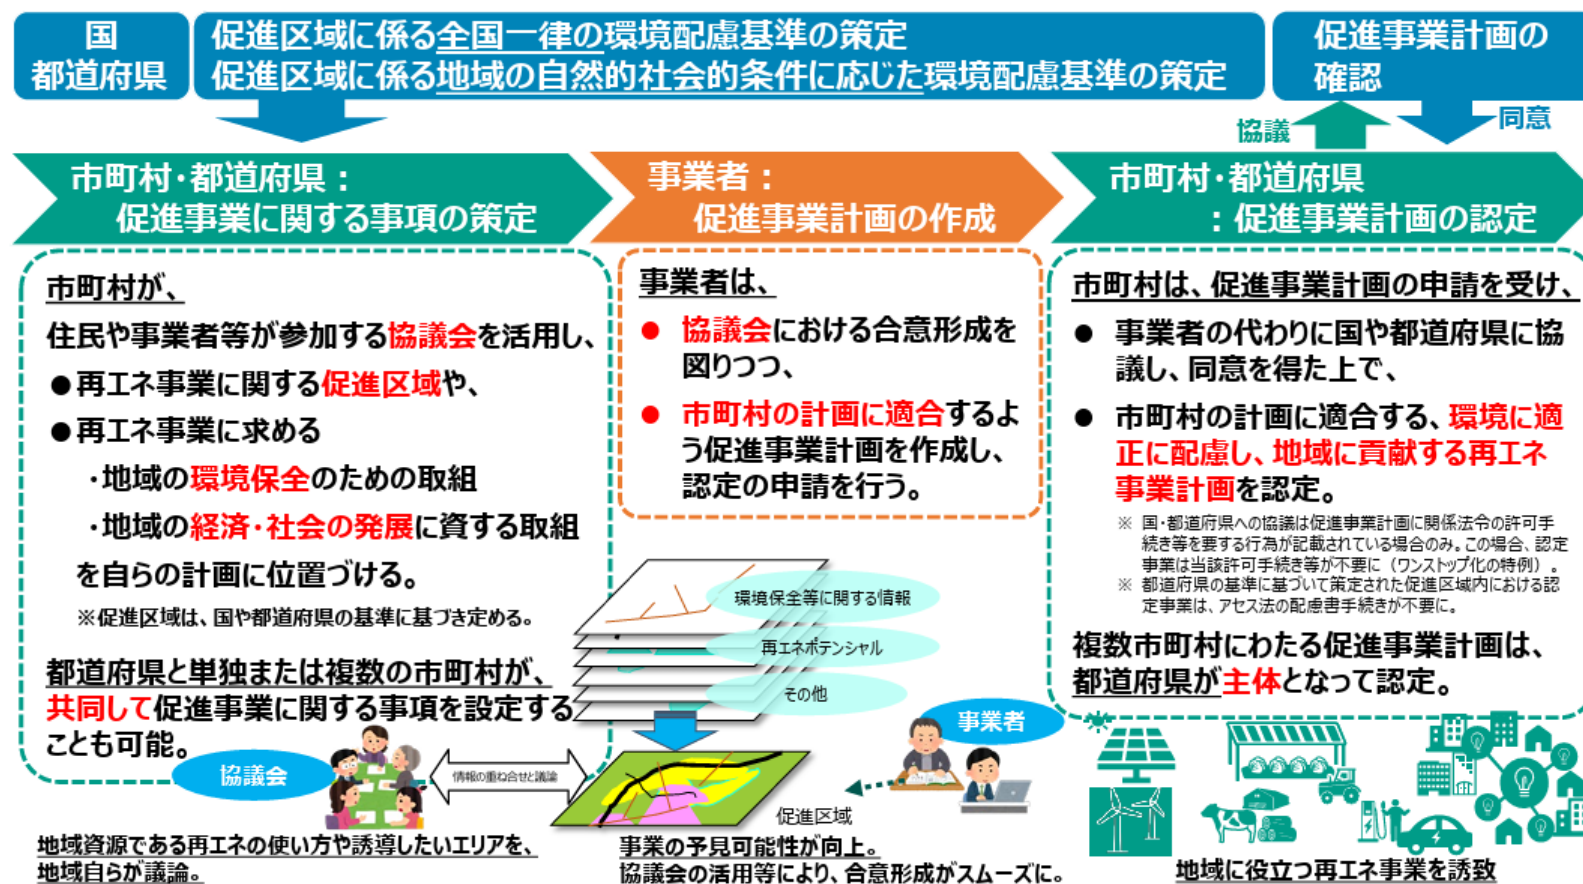 国
都道府県
促進区域に係る全国一律の環境配慮基準の策定
促進区域に係る地域の自然的社会的条件に応じた環境配慮基準の策定
促進事業計画の
確認
協議
同意
市町村・都道府県：
促進事業に関する事項の策定
事業者：
促進事業計画の作成
市町村・都道府県
：促進事業計画の認定
市町村が、
住民や事業者等が参加する協議会を活用し、
●再エネ事業に関する促進区域や、
●再エネ事業に求める
・地域の環境保全のための取組
・地域の経済・社会の発展に資する取組
を自らの計画に位置づける。
※促進区域は、国や都道府県の基準に基づき定める。
都道府県と単独または複数の市町村が、
共同して促進事業に関する事項を設定する
ことも可能。
事業者は、
● 協議会における合意形成を
図りつつ、
● 市町村の計画に適合するよ
う促進事業計画を作成し、
認定の申請を行う。
市町村は、促進事業計画の申請を受け、
● 事業者の代わりに国や都道府県に協
議し、同意を得た上で、
● 市町村の計画に適合する、環境に適
正に配慮し、地域に貢献する再エネ
事業計画を認定。
※ 国・都道府県への協議は促進事業計画に関係法令の許可手
続き等を要する行為が記載されている場合のみ。この場合、認定
事業は当該許可手続き等が不要に（ワンストップ化の特例）。
※ 都道府県の基準に基づいて策定された促進区域内における認
定事業は、アセス法の配慮書手続きが不要に。
複数市町村にわたる促進事業計画は、
都道府県が主体となって認定。
環境保全等に関する情報
再エネポテンシャル
その他
協議会
情報の重ね合せと議論
事業者
促進区域
地域資源である再エネの使い方や誘導したいエリアを、
地域自らが議論。
事業の予見可能性が向上。
協議会の活用等により、合意形成がスムーズに。
地域に役立つ再エネ事業を誘致